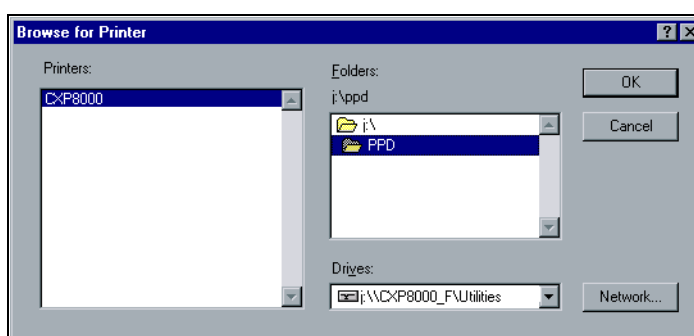 Browse for Printer
Printers:
CXP8000
Folders:
j:\ppd
j:\
PPD
OK
Cancel
Drives:
j:\\CXP8000_F\Utilities
Network...